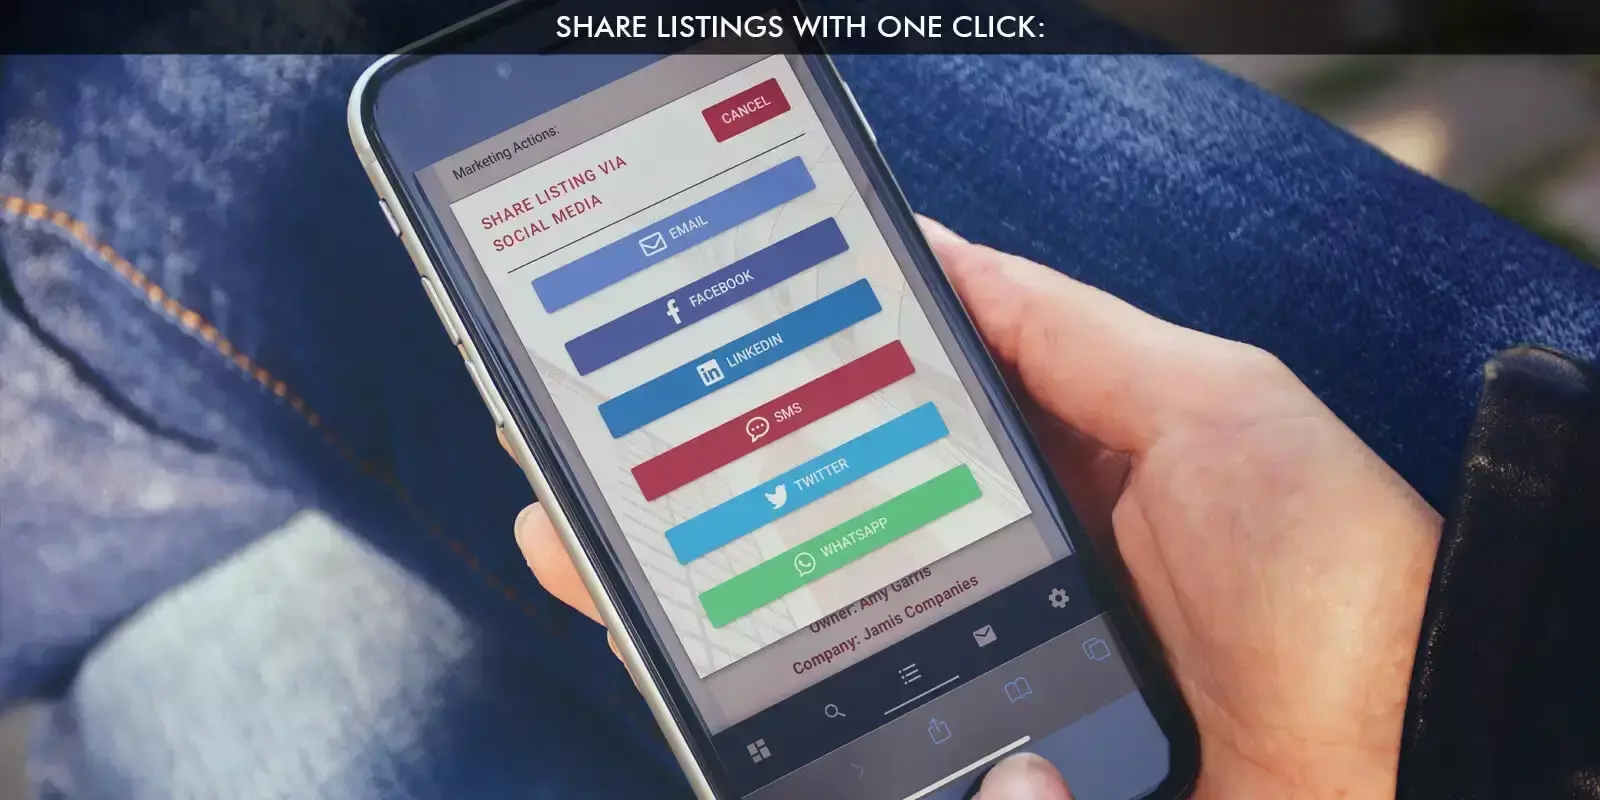 SHARE LISTINGS WITH ONE CLICK:
Marketing Actions:
CANCEL
SHARE LISTING VIA
SOCIAL MEDIA
EMAIL
FACEBOOK
LINKEDIN
SMS
TWITTER
WHATSAPP
Owner: Amy Garris
Company: Jamis Companies